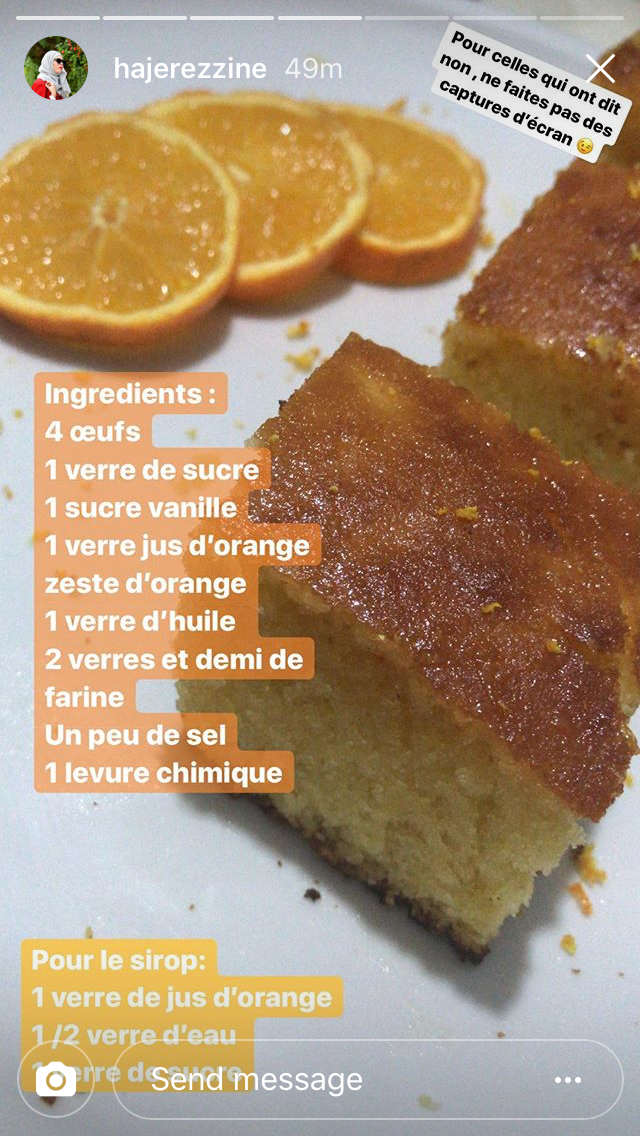 hajerezzine 49m
Pour celles qui ont dit
non , ne faites pas des
captures d'écran 😉
Ingredients :
4 œufs
1 verre de sucre
1 sucre vanille
1 verre jus d'orange
zeste d'orange
1 verre d'huile
2 verres et demi de
farine
Un peu de sel
1 levure chimique
Pour le sirop:
1 verre de jus d'orange
1 /2 verre d'eau
verre de sucre
Send message